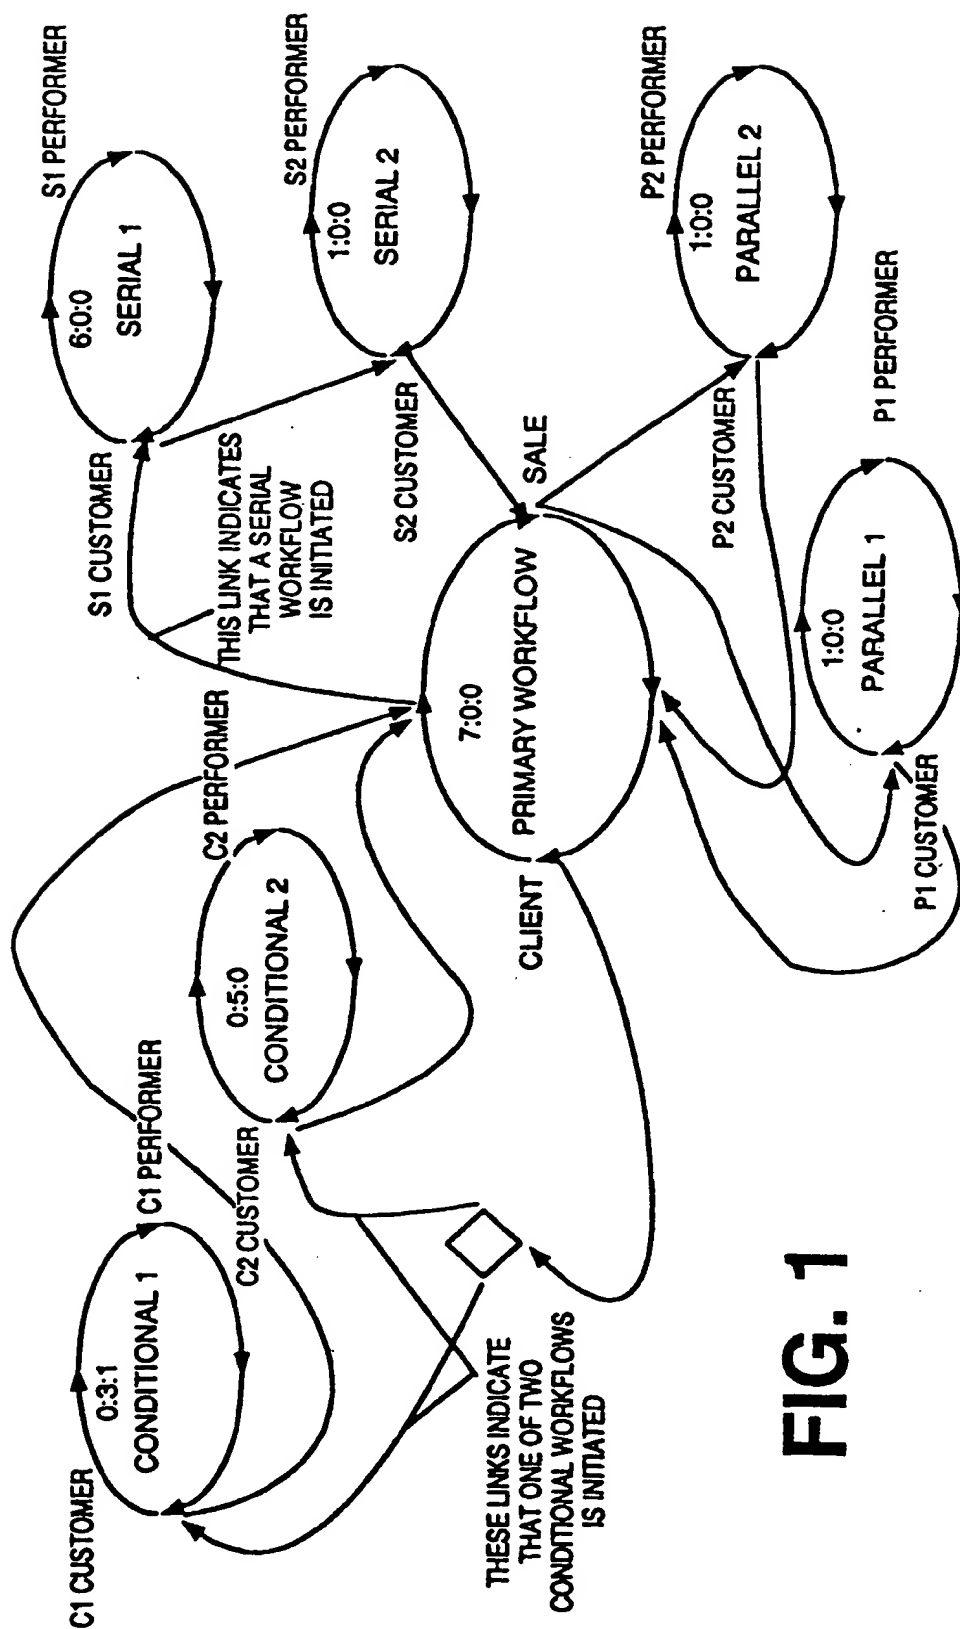 C1 CUSTOMER
0:3:1
CONDITIONAL 1
C1 PERFORMER
C2 CUSTOMER
0:5:0
CONDITIONAL 2
C2 PERFORMER
S1 CUSTOMER
6:0:0
SERIAL 1
S1 PERFORMER
THIS LINK INDICATES
THAT A SERIAL
WORKFLOW
IS INITIATED
S2 CUSTOMER
1:0:0
SERIAL 2
S2 PERFORMER
CLIENT
7:0:0
PRIMARY WORKFLOW
SALE
THESE LINKS INDICATE
THAT ONE OF TWO
CONDITIONAL WORKFLOWS
IS INITIATED
P2 CUSTOMER
1:0:0
PARALLEL 2
P2 PERFORMER
P1 CUSTOMER
1:0:0
PARALLEL 1
P1 PERFORMER
FIG. 1